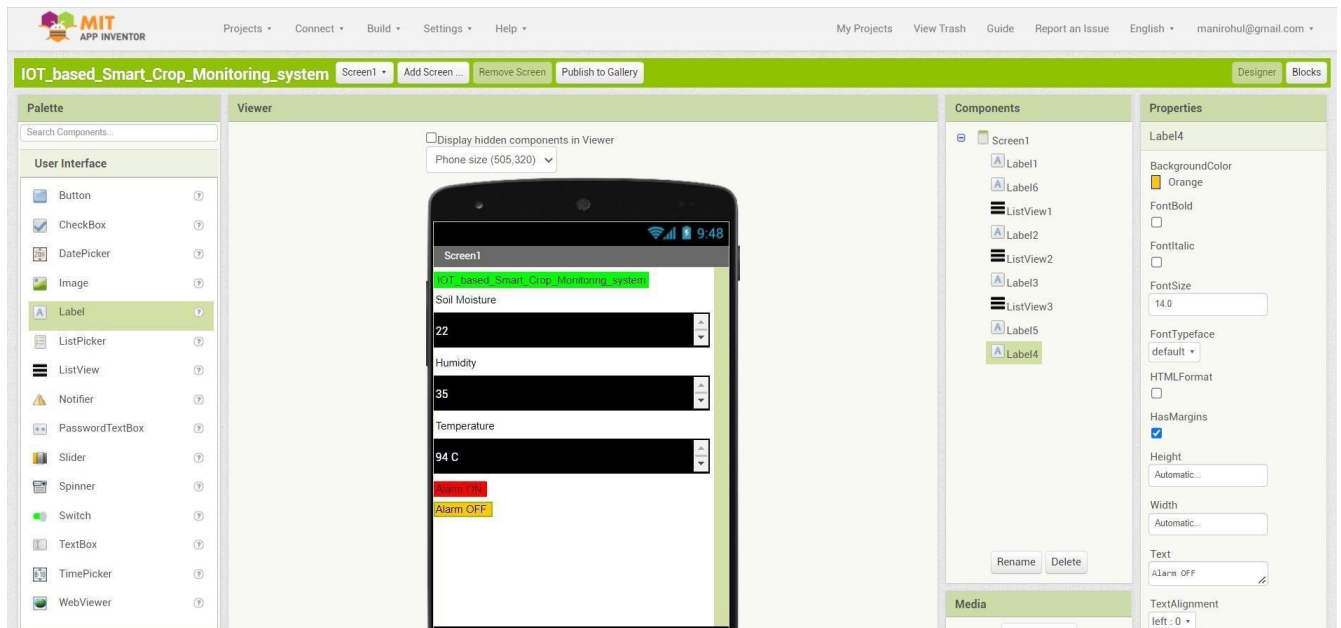 MIT
APP INVENTOR
Projects
Connect
Build
Settings
Help
My Projects
View Trash
Guide
Report an Issue
English
manirohul@gmail.com
IOT_based_Smart_Crop_Monitoring_system
Screen1
Add Screen ...
Remove Screen
Publish to Gallery
Designer
Blocks
Palette
Search Components...
User Interface
Button
CheckBox
DatePicker
Image
Label
ListPicker
ListView
Notifier
PasswordTextBox
Slider
Spinner
Switch
TextBox
TimePicker
WebViewer
Viewer
Display hidden components in Viewer
Phone size (505,320)
9:48
Screen1
IOT_based_Smart_Crop_Monitoring_system
Soil Moisture
22
Humidity
35
Temperature
94 C
Alarm ON
Alarm OFF
Components
Screen1
Label1
Label6
ListView1
Label2
ListView2
Label3
ListView3
Label5
Label4
Rename
Delete
Media
Properties
Label4
BackgroundColor
Orange
FontBold
FontItalic
FontSize
14.0
FontTypeface
default
HTMLFormat
HasMargins
Height
Automatic...
Width
Automatic...
Text
Alarm OFF
TextAlignment
left : 0